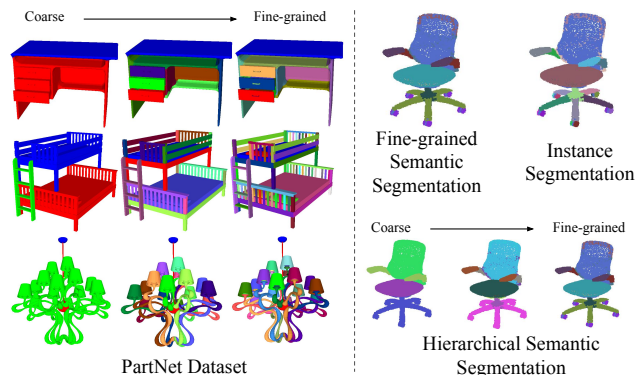 Coarse
Fine-grained
PartNet Dataset
Fine-grained
Semantic
Segmentation
Instance
Segmentation
Coarse
Fine-grained
Hierarchical Semantic
Segmentation